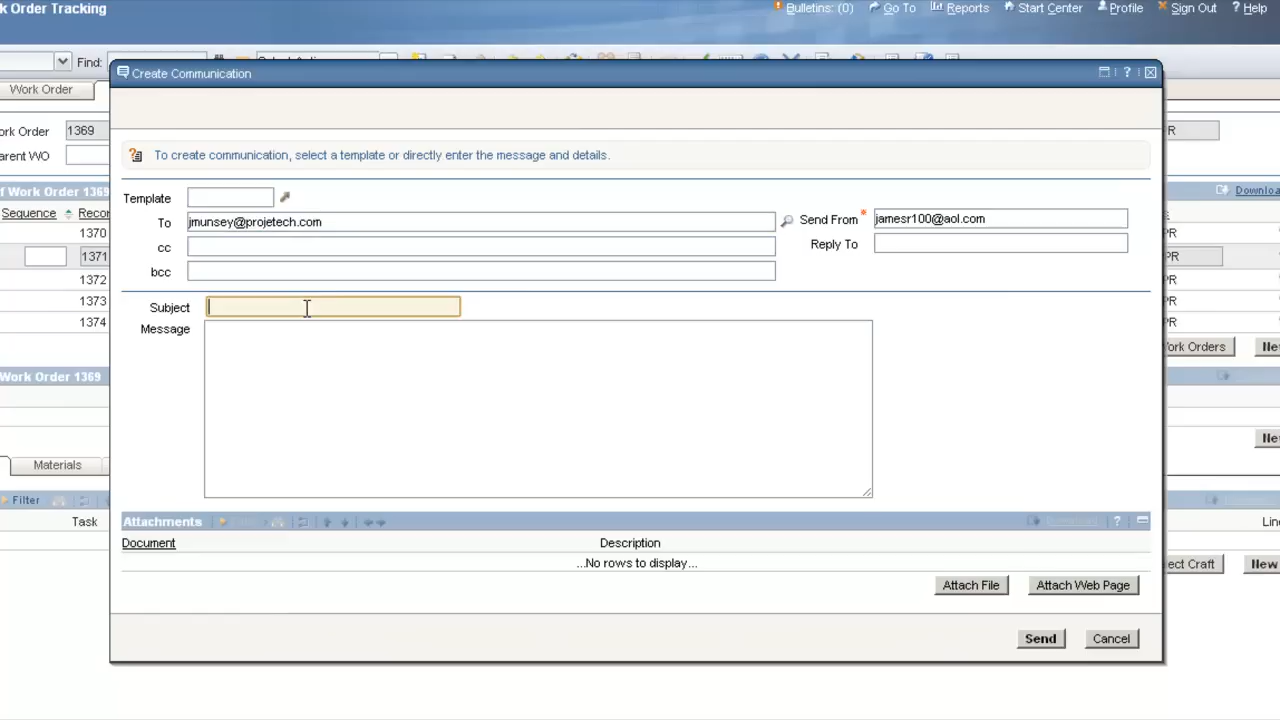 k Order Tracking
Bulletins: (0) Go To Reports Start Center Profile Sign Out ? Help
Find:
Create Communication ?
Work Order
ork Order 1369 R
arent WO
To create communication, select a template or directly enter the message and details.
f Work Order 1369 Downloa
Template
Sequence Recor
To jmunsey@projetech.com Send From * jamesr100@aol.com
1370 PR
cc Reply To
1371 PR
bcc
1372 PR
1373 PR
Subject
1374 PR
Message
ork Orders Ne
Work Order 1369
Ne
Materials
Filter
Task Lin
Attachments ?
Document Description
...No rows to display...
ect Craft New
Attach File Attach Web Page
Send Cancel